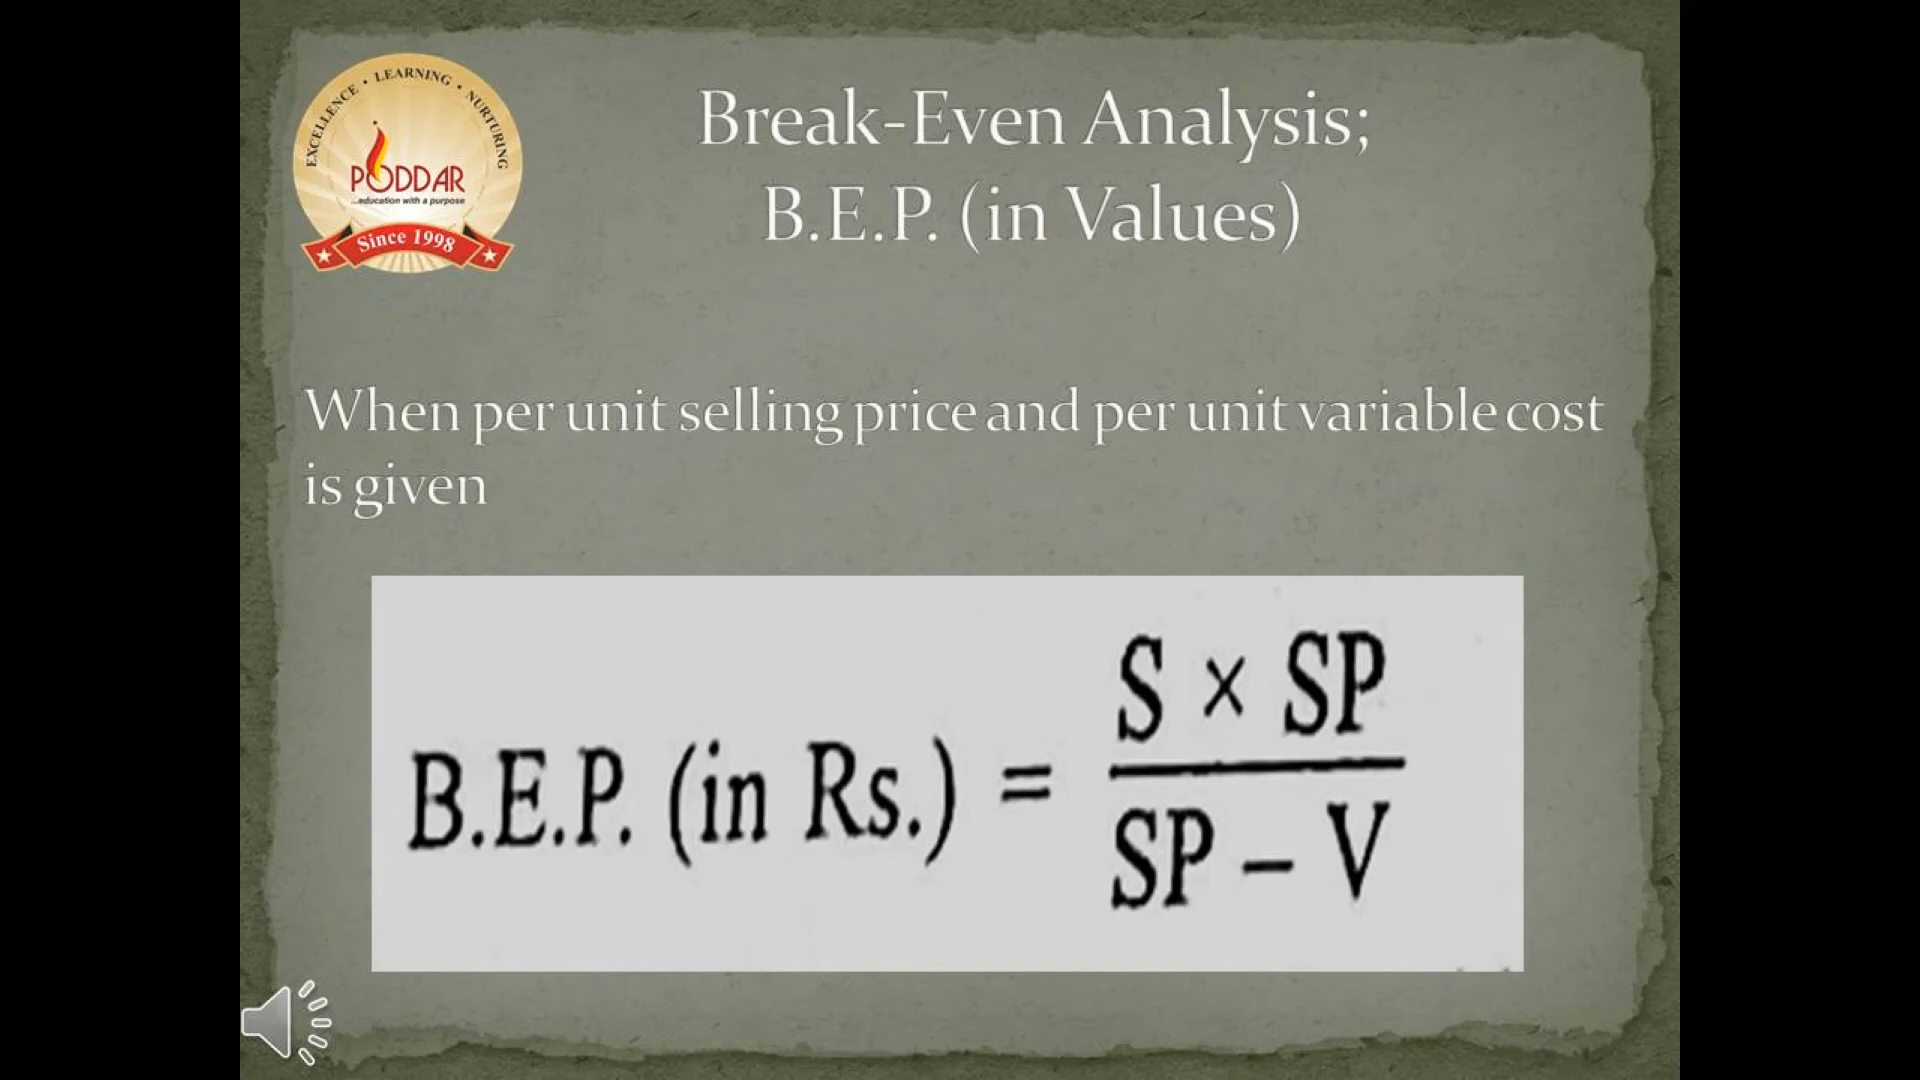 EXCELLENCE • LEARNING • NURTURING
PODDAR
...education with a purpose
Since 1998
Break-Even Analysis;
B.E.P. (in Values)
When per unit selling price and per unit variable cost
is given
B.E.P. (in Rs.) = S × SP / SP – V